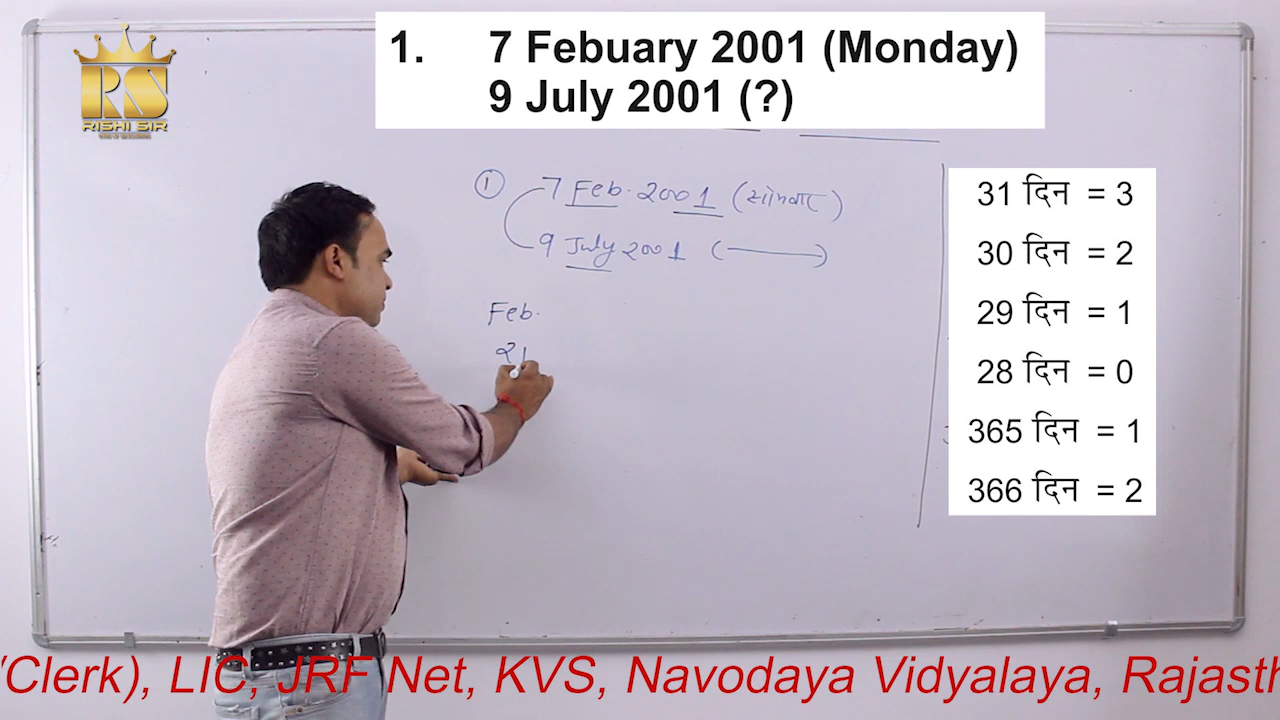 RS
RISHI SIR
1. 7 Febuary 2001 (Monday)
9 July 2001 (?)
① 7 Feb. 2001 (सोमवार)
9 July 2001 ( )
Feb.
21
31 दिन = 3
30 दिन = 2
29 दिन = 1
28 दिन = 0
365 दिन = 1
366 दिन = 2
/Clerk), LIC, JRF Net, KVS, Navodaya Vidyalaya, Rajasth